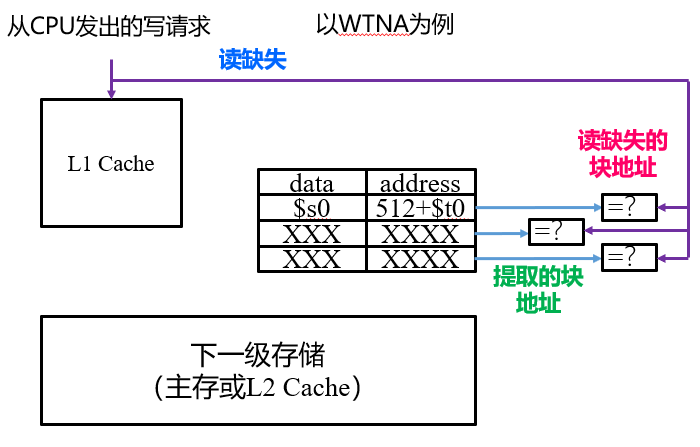 从CPU发出的写请求
以WTNA为例
读缺失
L1 Cache
读缺失的
块地址
data address
$s0 512+$t0 =?
XXX XXXX =?
XXX XXXX =?
提取的块
地址
下一级存储
（主存或L2 Cache）